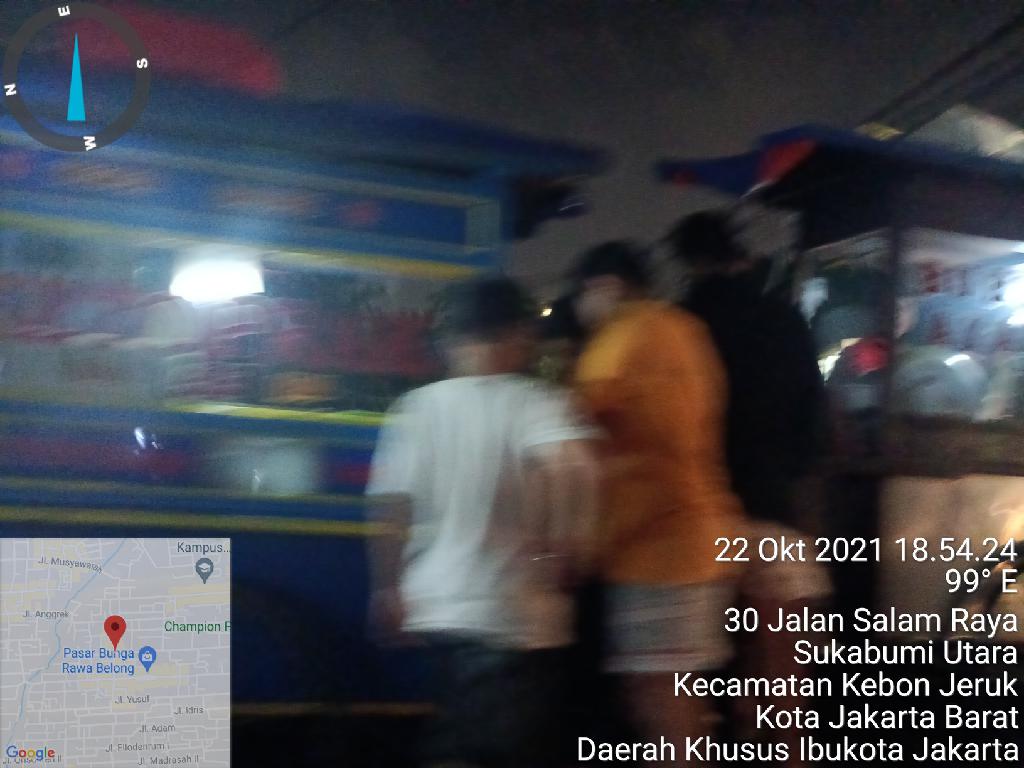 E
S
N
W
22 Okt 2021 18.54.24
99° E
30 Jalan Salam Raya
Sukabumi Utara
Kecamatan Kebon Jeruk
Kota Jakarta Barat
Daerah Khusus Ibukota Jakarta
Kampus...
Jl. Musyawarah
Jl. Anggrek
Champion F
Pasar Bunga
Rawa Belong
Jl. Yusuf
Jl. Idris
Jl. Adam
Jl. Madrasah II
Google